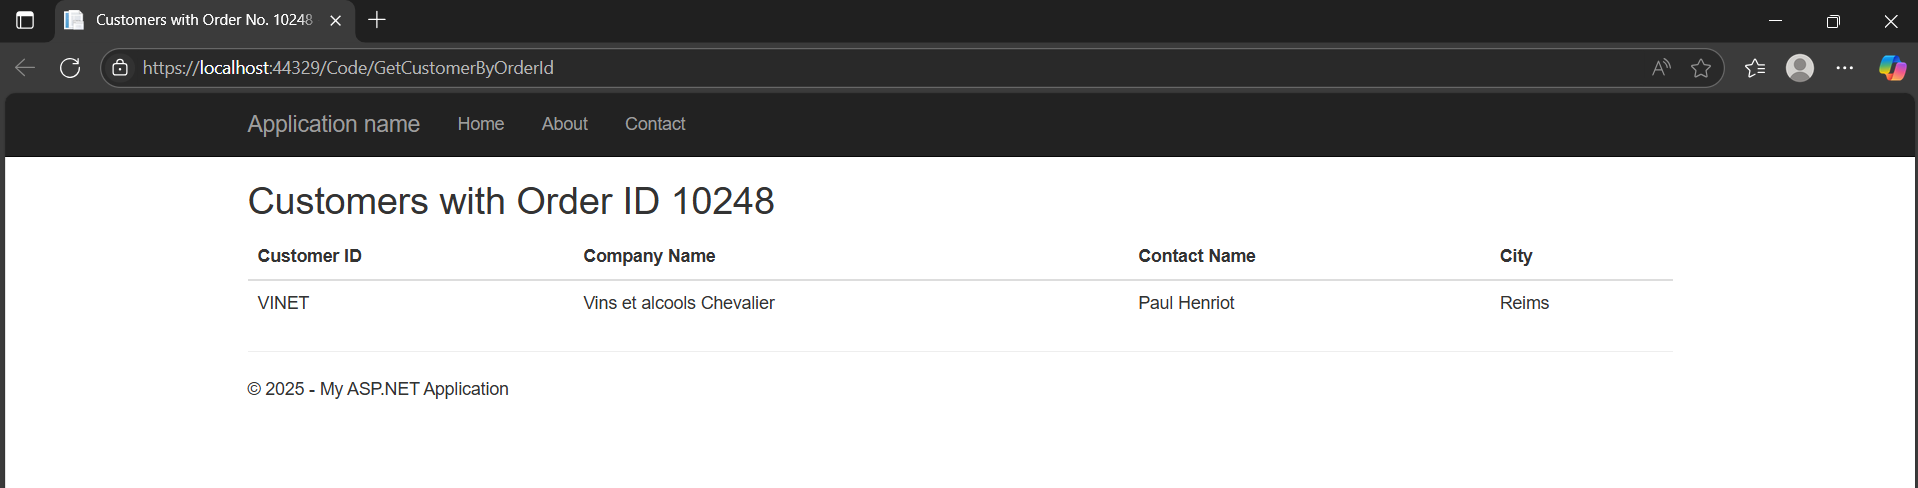 Customers with Order No. 10248
https://localhost:44329/Code/GetCustomerByOrderId
Application name Home About Contact
Customers with Order ID 10248
Customer ID Company Name Contact Name City
VINET Vins et alcools Chevalier Paul Henriot Reims
© 2025 - My ASP.NET Application